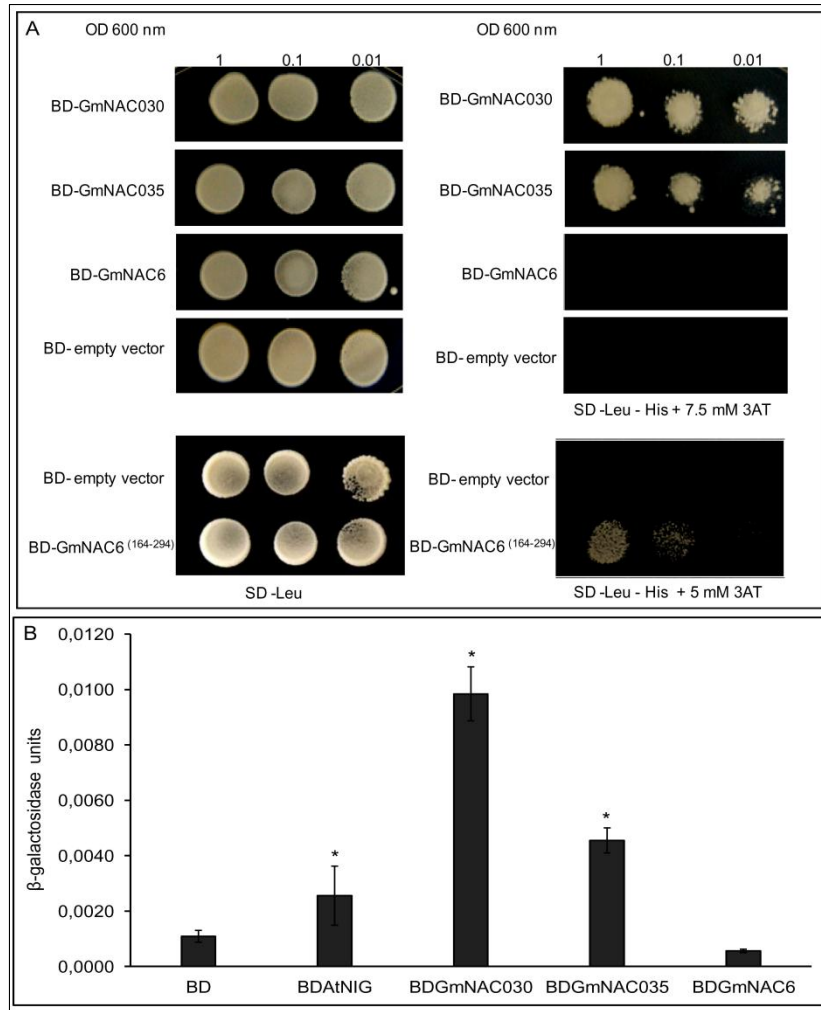 A
OD 600 nm
1 0.1 0.01
BD-GmNAC030
BD-GmNAC035
BD-GmNAC6
BD- empty vector
BD- empty vector
BD-GmNAC6 (164-294)
SD -Leu
OD 600 nm
1 0.1 0.01
BD-GmNAC030
BD-GmNAC035
BD-GmNAC6
BD- empty vector
SD -Leu - His + 7.5 mM 3AT
BD- empty vector
BD-GmNAC6 (164-294)
SD -Leu - His + 5 mM 3AT
B
β-galactosidase units
0,0120
0,0100
0,0080
0,0060
0,0040
0,0020
0,0000
*
*
*
BD BDAtNIG BDGmNAC030 BDGmNAC035 BDGmNAC6